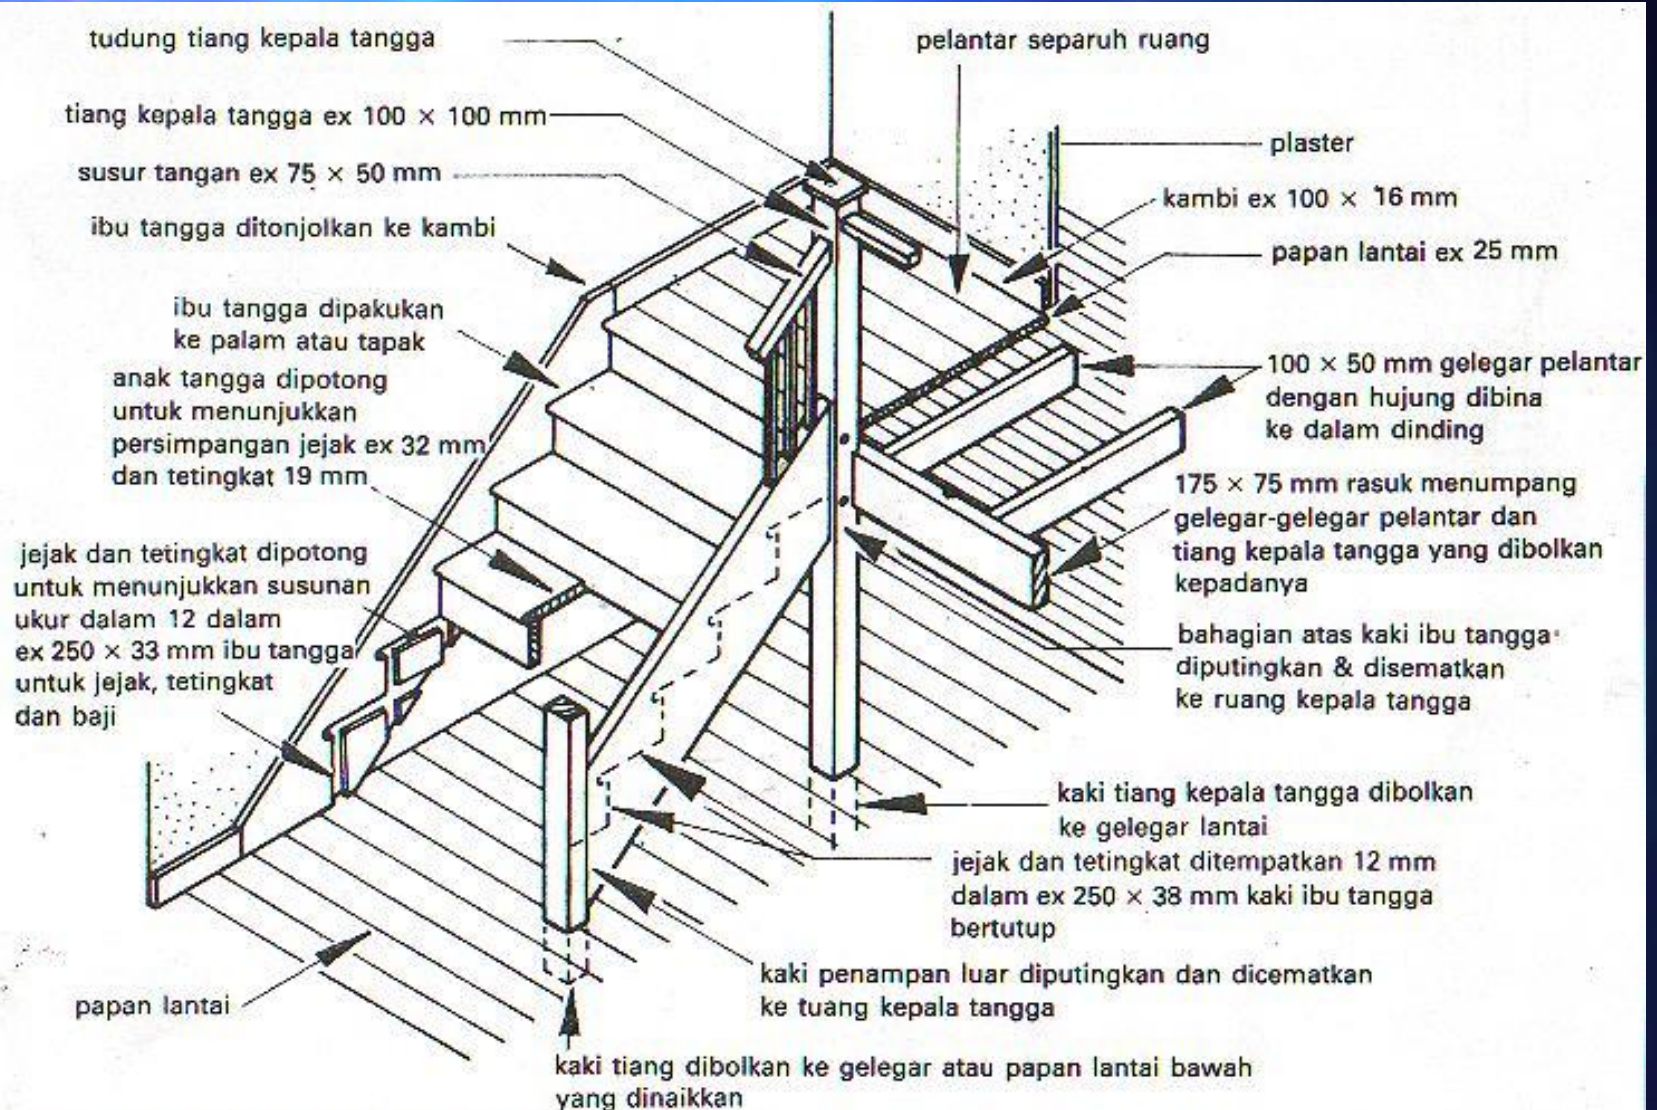 tudung tiang kepala tangga
tiang kepala tangga ex 100 × 100 mm
susur tangan ex 75 × 50 mm
ibu tangga ditonjolkan ke kambi
ibu tangga dipakukan
ke palam atau tapak
anak tangga dipotong
untuk menunjukkan
persimpangan jejak ex 32 mm
dan tetingkat 19 mm
jejak dan tetingkat dipotong
untuk menunjukkan susunan
ukur dalam 12 dalam
ex 250 × 33 mm ibu tangga
untuk jejak, tetingkat
dan baji
papan lantai
pelantar separuh ruang
plaster
kambi ex 100 × 16 mm
papan lantai ex 25 mm
100 × 50 mm gelegar pelantar
dengan hujung dibina
ke dalam dinding
175 × 75 mm rasuk menumpang
gelegar-gelegar pelantar dan
tiang kepala tangga yang dibolkan
kepadanya
bahagian atas kaki ibu tangga
diputingkan & disematkan
ke ruang kepala tangga
kaki tiang kepala tangga dibolkan
ke gelegar lantai
jejak dan tetingkat ditempatkan 12 mm
dalam ex 250 × 38 mm kaki ibu tangga
bertutup
kaki penampan luar diputingkan dan dicematkan
ke tuang kepala tangga
kaki tiang dibolkan ke gelegar atau papan lantai bawah
yang dinaikkan